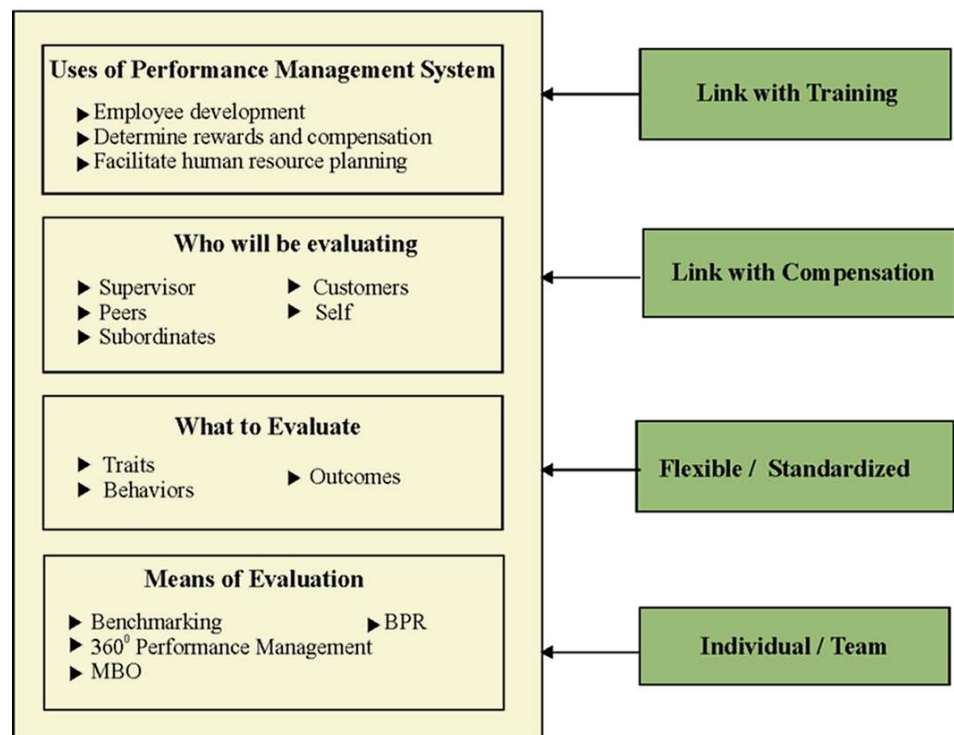 Uses of Performance Management System
▶ Employee development
▶ Determine rewards and compensation
▶ Facilitate human resource planning
Link with Training
Who will be evaluating
▶ Supervisor
▶ Peers
▶ Subordinates
▶ Customers
▶ Self
Link with Compensation
What to Evaluate
▶ Traits
▶ Behaviors
▶ Outcomes
Flexible / Standardized
Means of Evaluation
▶ Benchmarking
▶ 360⁰ Performance Management
▶ MBO
▶ BPR
Individual / Team